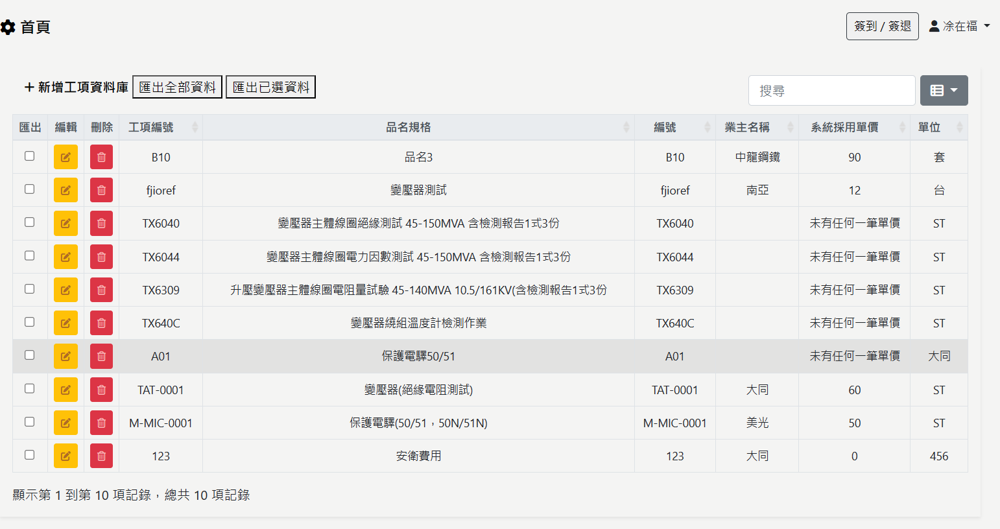 首頁
簽到 / 簽退 凃在福
新增工項資料庫 匯出全部資料 匯出已選資料 搜尋
匯出 編輯 刪除 工項編號 品名規格 編號 業主名稱 系統採用單價 單位
B10 品名3 B10 中龍鋼鐵 90 套
fjioref 變壓器測試 fjioref 南亞 12 台
TX6040 變壓器主體線圈絕緣測試 45-150MVA 含檢測報告1式3份 TX6040 未有任何一筆單價 ST
TX6044 變壓器主體線圈電力因數測試 45-150MVA 含檢測報告1式3份 TX6044 未有任何一筆單價 ST
TX6309 升壓變壓器主體線圈電阻量試驗 45-140MVA 10.5/161KV(含檢測報告1式3份 TX6309 未有任何一筆單價 ST
TX640C 變壓器繞組溫度計檢測作業 TX640C 未有任何一筆單價 ST
A01 保護電驛50/51 A01 未有任何一筆單價 大同
TAT-0001 變壓器(絕緣電阻測試) TAT-0001 大同 60 ST
M-MIC-0001 保護電驛(50/51，50N/51N) M-MIC-0001 美光 50 ST
123 安衛費用 123 大同 0 456
顯示第 1 到第 10 項記錄，總共 10 項記錄